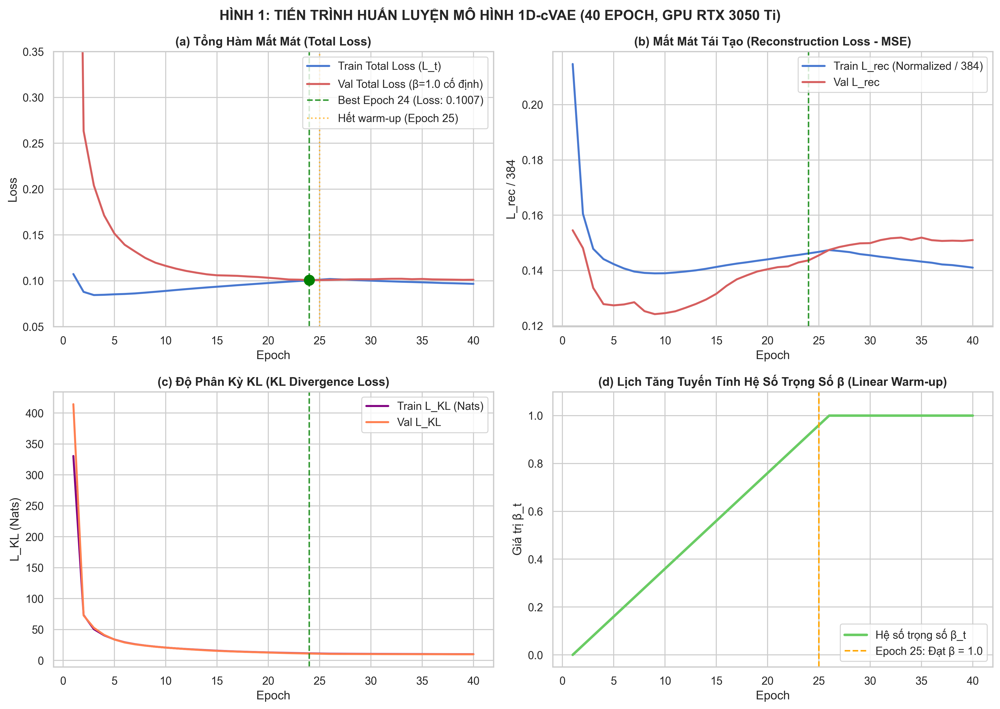 HÌNH 1: TIẾN TRÌNH HUẤN LUYỆN MÔ HÌNH 1D-cVAE (40 EPOCH, GPU RTX 3050 Ti)
(a) Tổng Hàm Mất Mát (Total Loss)
0.35
0.30
0.25
0.20
0.15
0.10
0.05
Loss
Train Total Loss (L_t)
Val Total Loss (β=1.0 cố định)
Best Epoch 24 (Loss: 0.1007)
Hết warm-up (Epoch 25)
0 5 10 15 20 25 30 35 40
Epoch
(b) Mất Mát Tái Tạo (Reconstruction Loss - MSE)
0.20
0.18
0.16
0.14
0.12
L_rec / 384
Train L_rec (Normalized / 384)
Val L_rec
0 5 10 15 20 25 30 35 40
Epoch
(c) Độ Phân Kỳ KL (KL Divergence Loss)
400
350
300
250
200
150
100
50
0
L_KL (Nats)
Train L_KL (Nats)
Val L_KL
0 5 10 15 20 25 30 35 40
Epoch
(d) Lịch Tăng Tuyến Tính Hệ Số Trọng Số β (Linear Warm-up)
1.0
0.8
0.6
0.4
0.2
0.0
Giá trị β_t
Hệ số trọng số β_t
Epoch 25: Đạt β = 1.0
0 5 10 15 20 25 30 35 40
Epoch